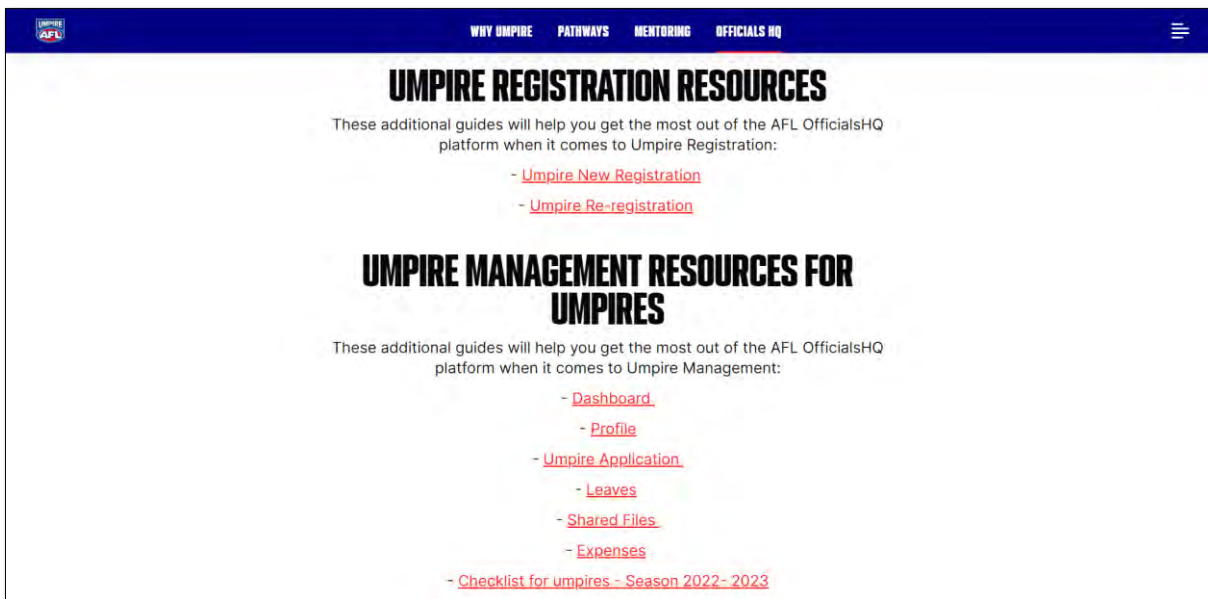 UMPIRE
AFL
WHY UMPIRE PATHWAYS MENTORING OFFICIALS HQ
UMPIRE REGISTRATION RESOURCES
These additional guides will help you get the most out of the AFL OfficialsHQ
platform when it comes to Umpire Registration:
- Umpire New Registration
- Umpire Re-registration
UMPIRE MANAGEMENT RESOURCES FOR
UMPIRES
These additional guides will help you get the most out of the AFL OfficialsHQ
platform when it comes to Umpire Management:
- Dashboard
- Profile
- Umpire Application
- Leaves
- Shared Files
- Expenses
- Checklist for umpires - Season 2022- 2023